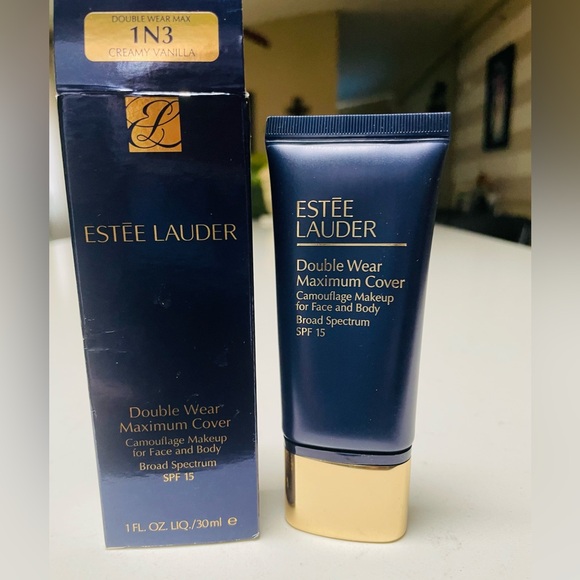 DOUBLE WEAR MAX
1N3
CREAMY VANILLA
ESTĒE LAUDER
Double Wear
Maximum Cover
Camouflage Makeup
for Face and Body
Broad Spectrum
SPF 15
1 FL. OZ. LIQ./30ml ℮
ESTĒE
LAUDER
Double Wear
Maximum Cover
Camouflage Makeup
for Face and Body
Broad Spectrum
SPF 15